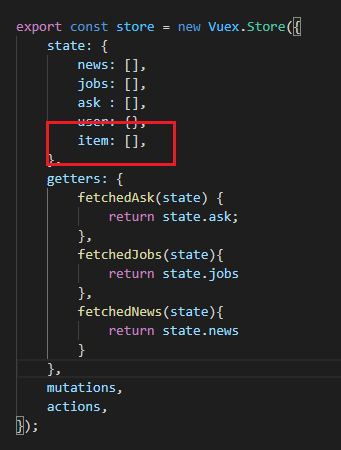 export const store = new Vuex.Store({
    state: {
        news: [],
        jobs: [],
        ask : [],
        user: {},
        item: [],
    },
    getters: {
        fetchedAsk(state) {
            return state.ask;
        },
        fetchedJobs(state){
            return state.jobs
        },
        fetchedNews(state){
            return state.news
        }
    },
    mutations,
    actions,
});